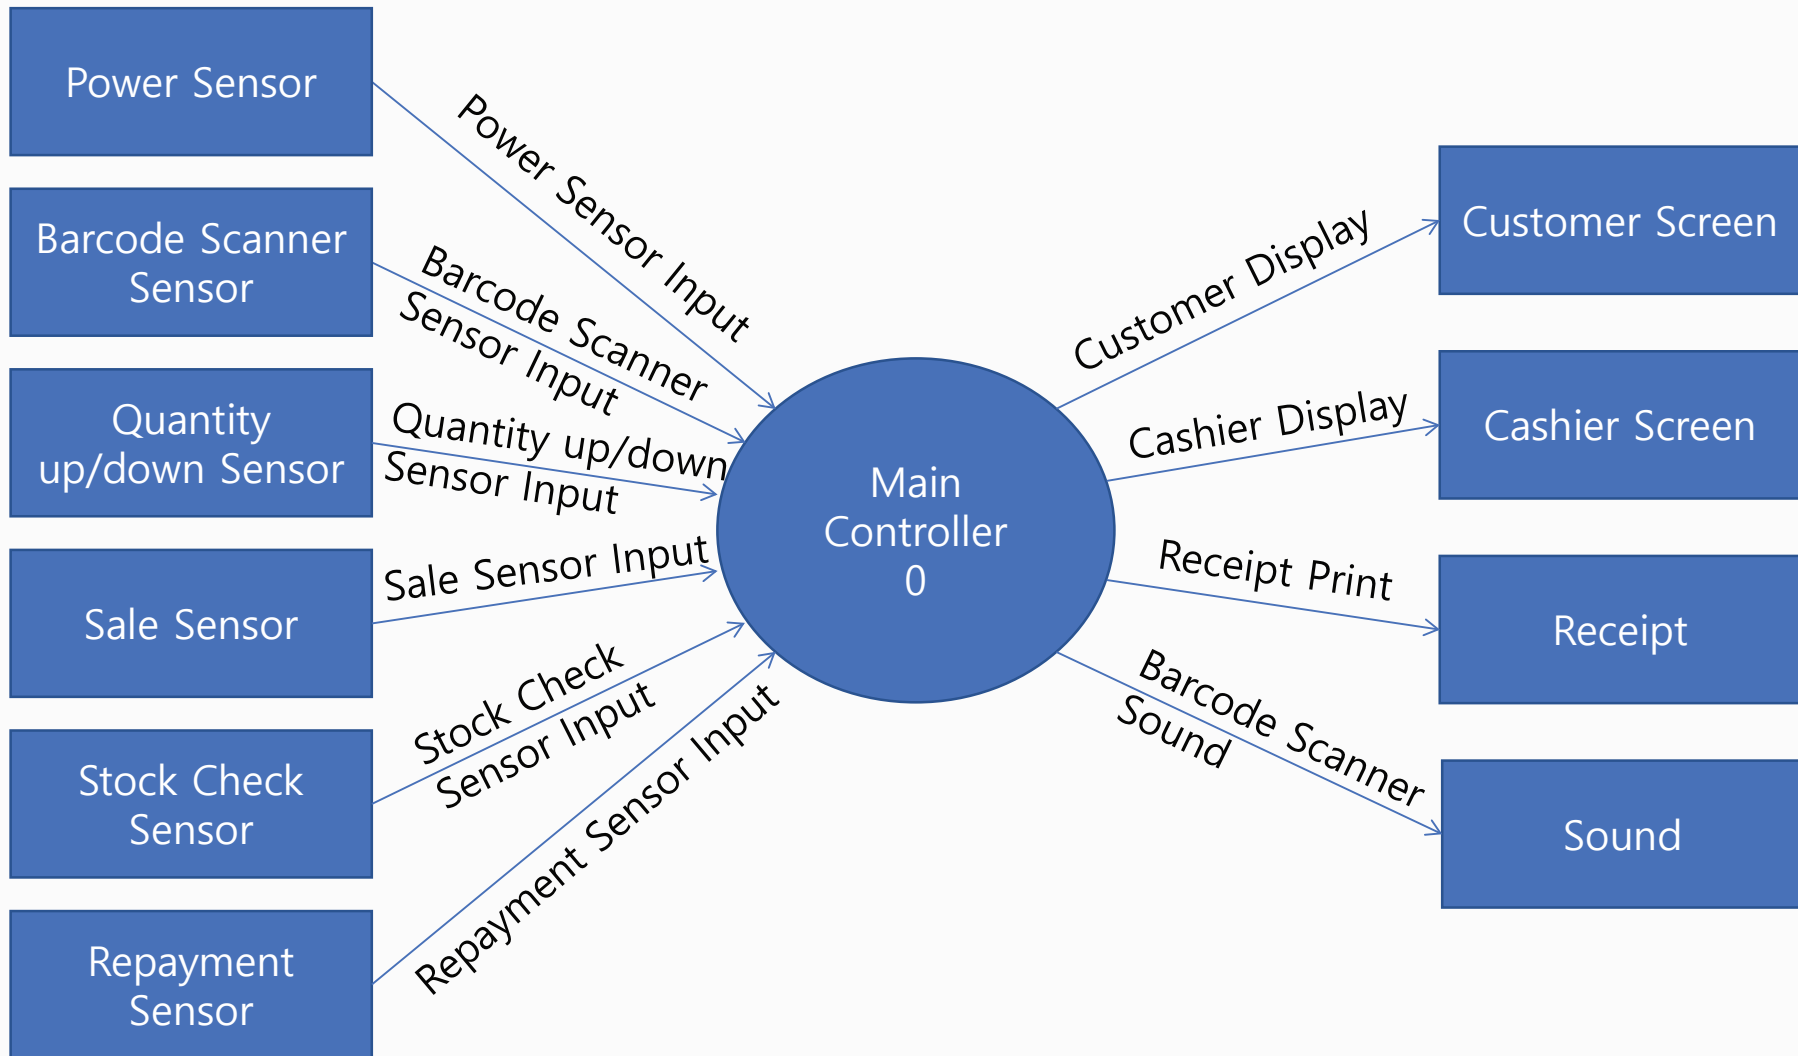 Power Sensor
Barcode Scanner
Sensor
Quantity
up/down Sensor
Sale Sensor
Stock Check
Sensor
Repayment
Sensor
Power Sensor Input
Barcode Scanner
Sensor Input
Quantity up/down
Sensor Input
Sale Sensor Input
Stock Check
Sensor Input
Repayment Sensor Input
Main
Controller
0
Customer Display
Cashier Display
Receipt Print
Barcode Scanner
Sound
Customer Screen
Cashier Screen
Receipt
Sound